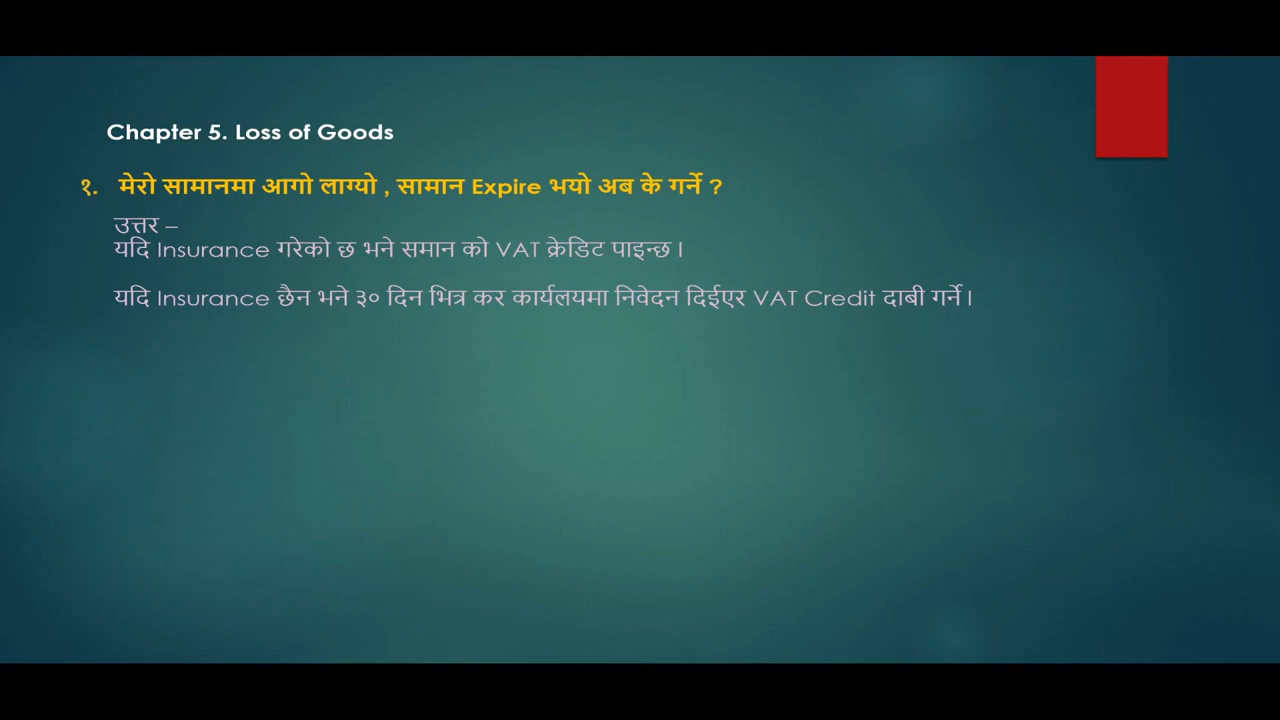 Chapter 5. Loss of Goods
१. मेरो सामानमा आगो लाग्यो , सामान Expire भयो अब के गर्ने ?
उत्तर –
यदि Insurance गरेको छ भने समान को VAT क्रेडिट पाइन्छ ।
यदि Insurance छैन भने ३० दिन भित्र कर कार्यलयमा निवेदन दिईएर VAT Credit दाबी गर्ने ।